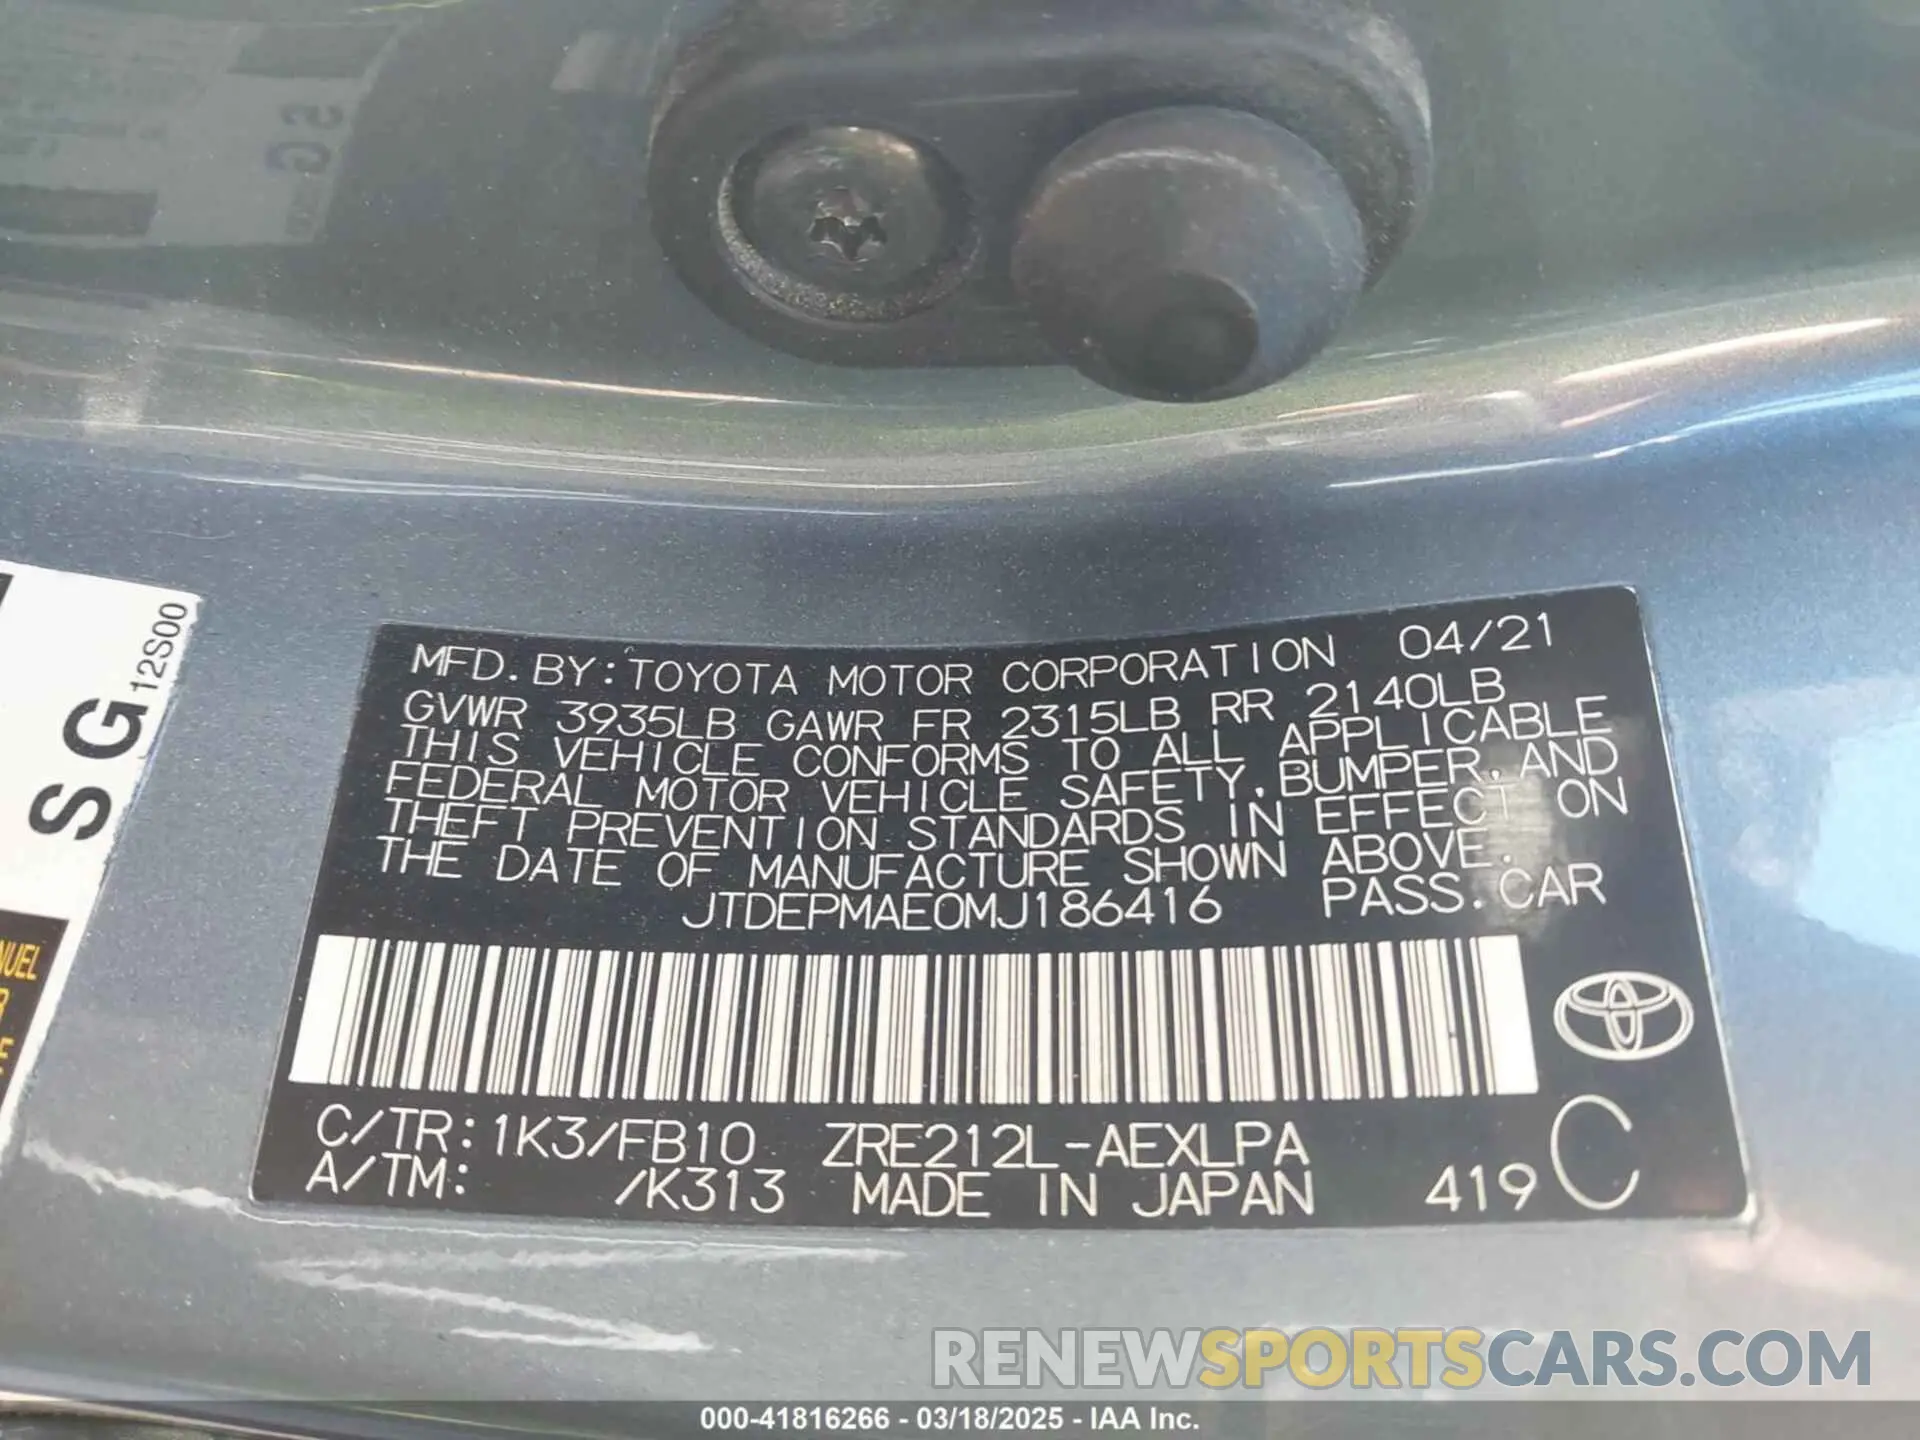 MFD. BY: TOYOTA MOTOR CORPORATION 04/21
GVWR 3935LB GAWR FR 2315LB RR 2140LB
THIS VEHICLE CONFORMS TO ALL APPLICABLE
FEDERAL MOTOR VEHICLE SAFETY, BUMPER, AND
THEFT PREVENTION STANDARDS IN EFFECT ON
THE DATE OF MANUFACTURE SHOWN ABOVE.
JTDEPMAE0MJ186416 PASS. CAR
C/TR: 1K3/FB10 ZRE212L-AEXLPA
A/TM: /K313 MADE IN JAPAN 419 C
SG 12S00
NUEL
RENEWSPORTSCARS.COM
000-41816266 - 03/18/2025 - IAA Inc.